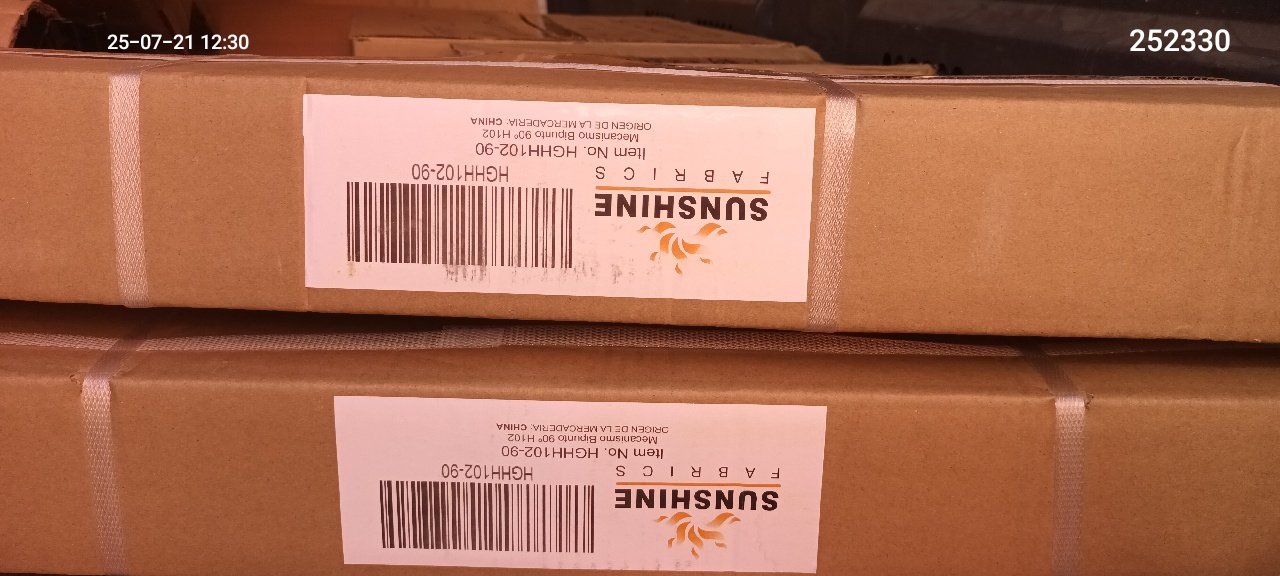 25-07-21 12:30
252330
SUNSHINE
FABRICS
HGHH102-90
Item No. HGHH102-90
Mecanismo Bipunto 90º H102
ORIGEN DE LA MERCADERIA: CHINA
SUNSHINE
FABRICS
HGHH102-90
Item No. HGHH102-90
Mecanismo Bipunto 90º H102
ORIGEN DE LA MERCADERIA: CHINA